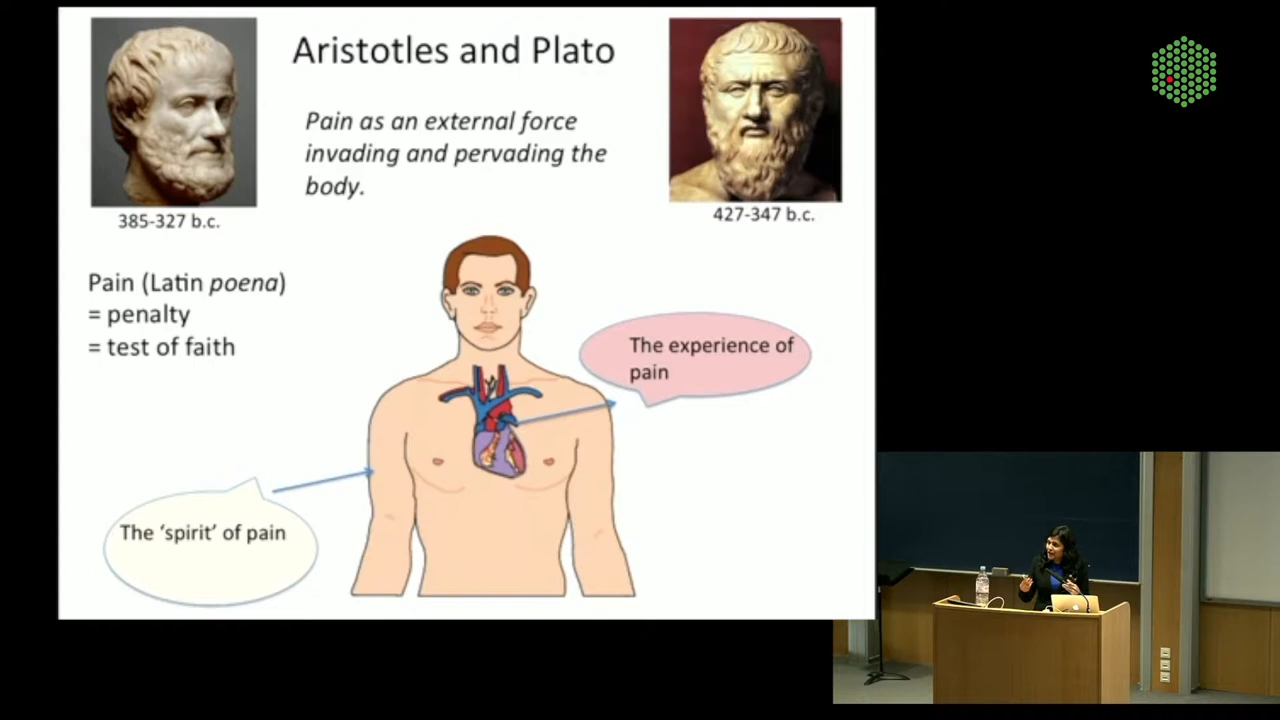 Aristotles and Plato
Pain as an external force
invading and pervading the
body.
385-327 b.c.
427-347 b.c.
Pain (Latin poena)
= penalty
= test of faith
The experience of
pain
The 'spirit' of pain